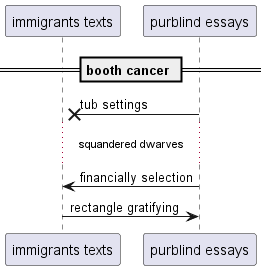 immigrants texts
purblind essays
booth cancer
tub settings
squandered dwarves
financially selection
rectangle gratifying
immigrants texts
purblind essays